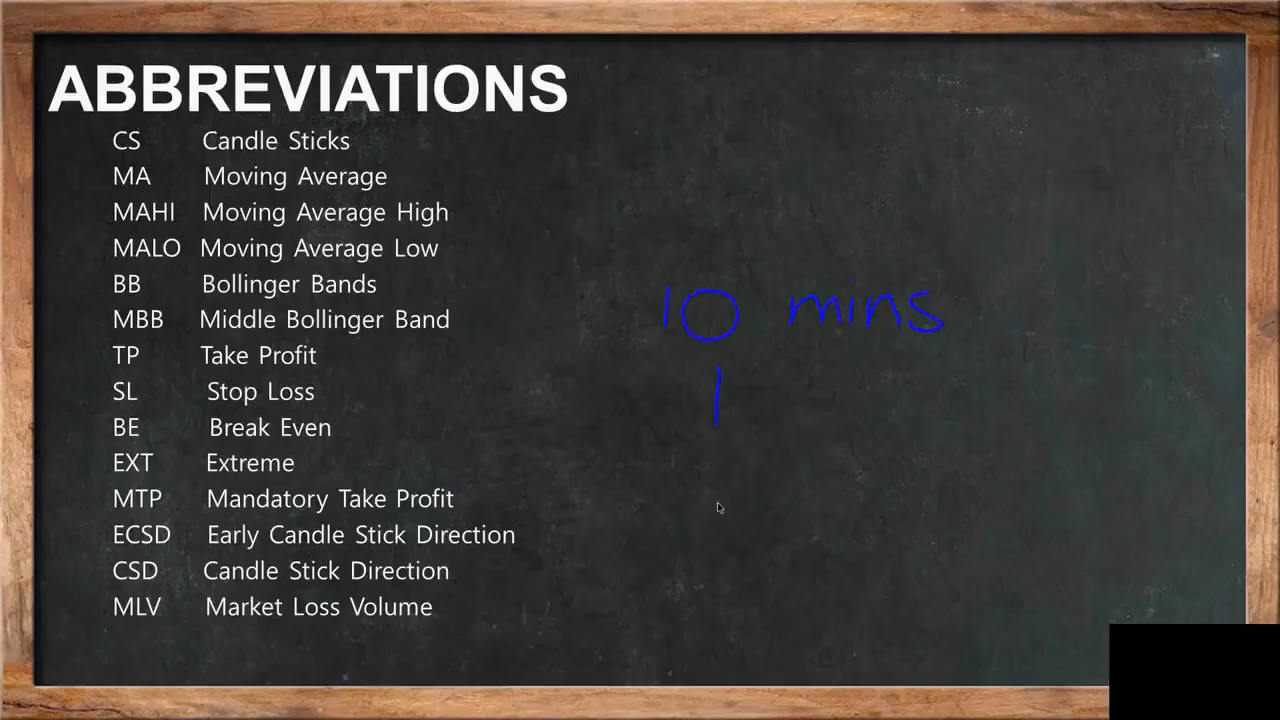 ABBREVIATIONS
CS Candle Sticks
MA Moving Average
MAHI Moving Average High
MALO Moving Average Low
BB Bollinger Bands
MBB Middle Bollinger Band
TP Take Profit
SL Stop Loss
BE Break Even
EXT Extreme
MTP Mandatory Take Profit
ECSD Early Candle Stick Direction
CSD Candle Stick Direction
MLV Market Loss Volume
10 mins
1